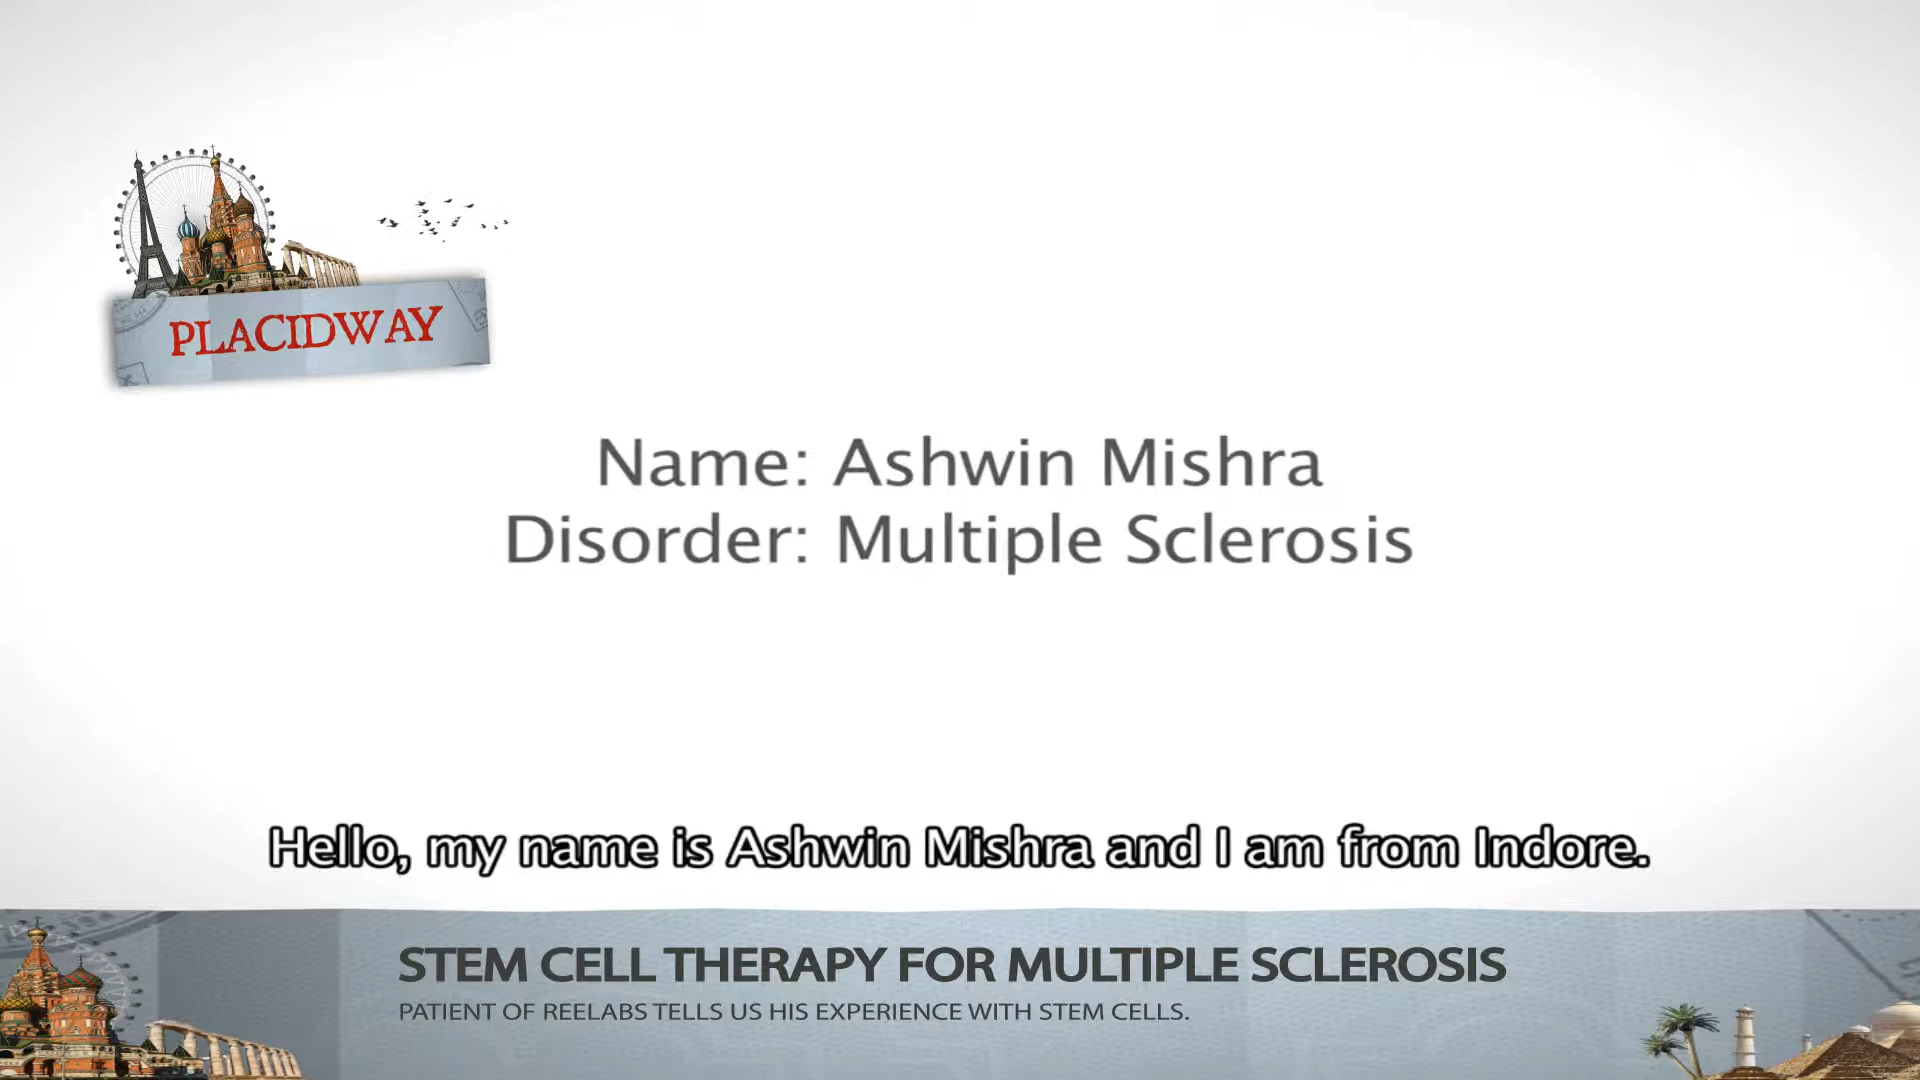 PLACIDWAY
Name: Ashwin Mishra
Disorder: Multiple Sclerosis
Hello, my name is Ashwin Mishra and I am from Indore.
STEM CELL THERAPY FOR MULTIPLE SCLEROSIS
PATIENT OF REELABS TELLS US HIS EXPERIENCE WITH STEM CELLS.